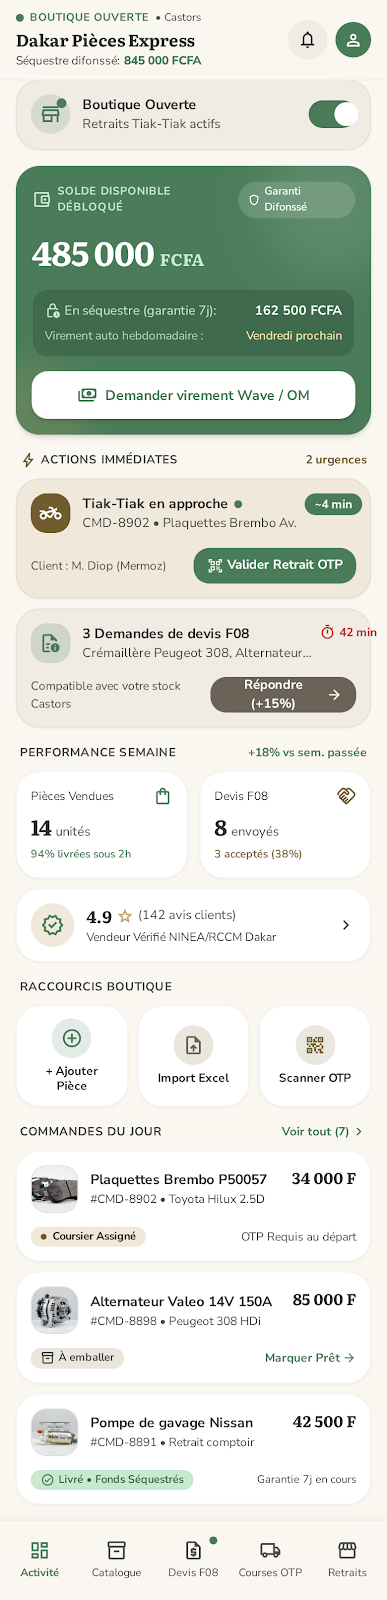 BOUTIQUE OUVERTE • Castors
Dakar Pièces Express
Séquestre difonssé: 845 000 FCFA
Boutique Ouverte
Retraits Tiak-Tiak actifs
SOLDE DISPONIBLE
DÉBLOQUÉ
Garanti
Difonssé
485 000 FCFA
En séquestre (garantie 7j):
162 500 FCFA
Virement auto hebdomadaire :
Vendredi prochain
Demander virement Wave / OM
ACTIONS IMMÉDIATES
2 urgences
Tiak-Tiak en approche
~4 min
CMD-8902 • Plaquettes Brembo Av.
Client : M. Diop (Mermoz)
Valider Retrait OTP
3 Demandes de devis F08
42 min
Crémaillère Peugeot 308, Alternateur...
Compatible avec votre stock
Castors
Répondre
(+15%)
PERFORMANCE SEMAINE
+18% vs sem. passée
Pièces Vendues
14 unités
94% livrées sous 2h
Devis F08
8 envoyés
3 acceptés (38%)
4.9 (142 avis clients)
Vendeur Vérifié NINEA/RCCM Dakar
RACCOURCIS BOUTIQUE
+ Ajouter
Pièce
Import Excel
Scanner OTP
COMMANDES DU JOUR
Voir tout (7)
Plaquettes Brembo P50057
34 000 F
#CMD-8902 • Toyota Hilux 2.5D
Coursier Assigné
OTP Requis au départ
Alternateur Valeo 14V 150A
85 000 F
#CMD-8898 • Peugeot 308 HDi
À emballer
Marquer Prêt →
Pompe de gavage Nissan
42 500 F
#CMD-8891 • Retrait comptoir
Livré • Fonds Séquestrés
Garantie 7j en cours
Activité
Catalogue
Devis F08
Courses OTP
Retraits